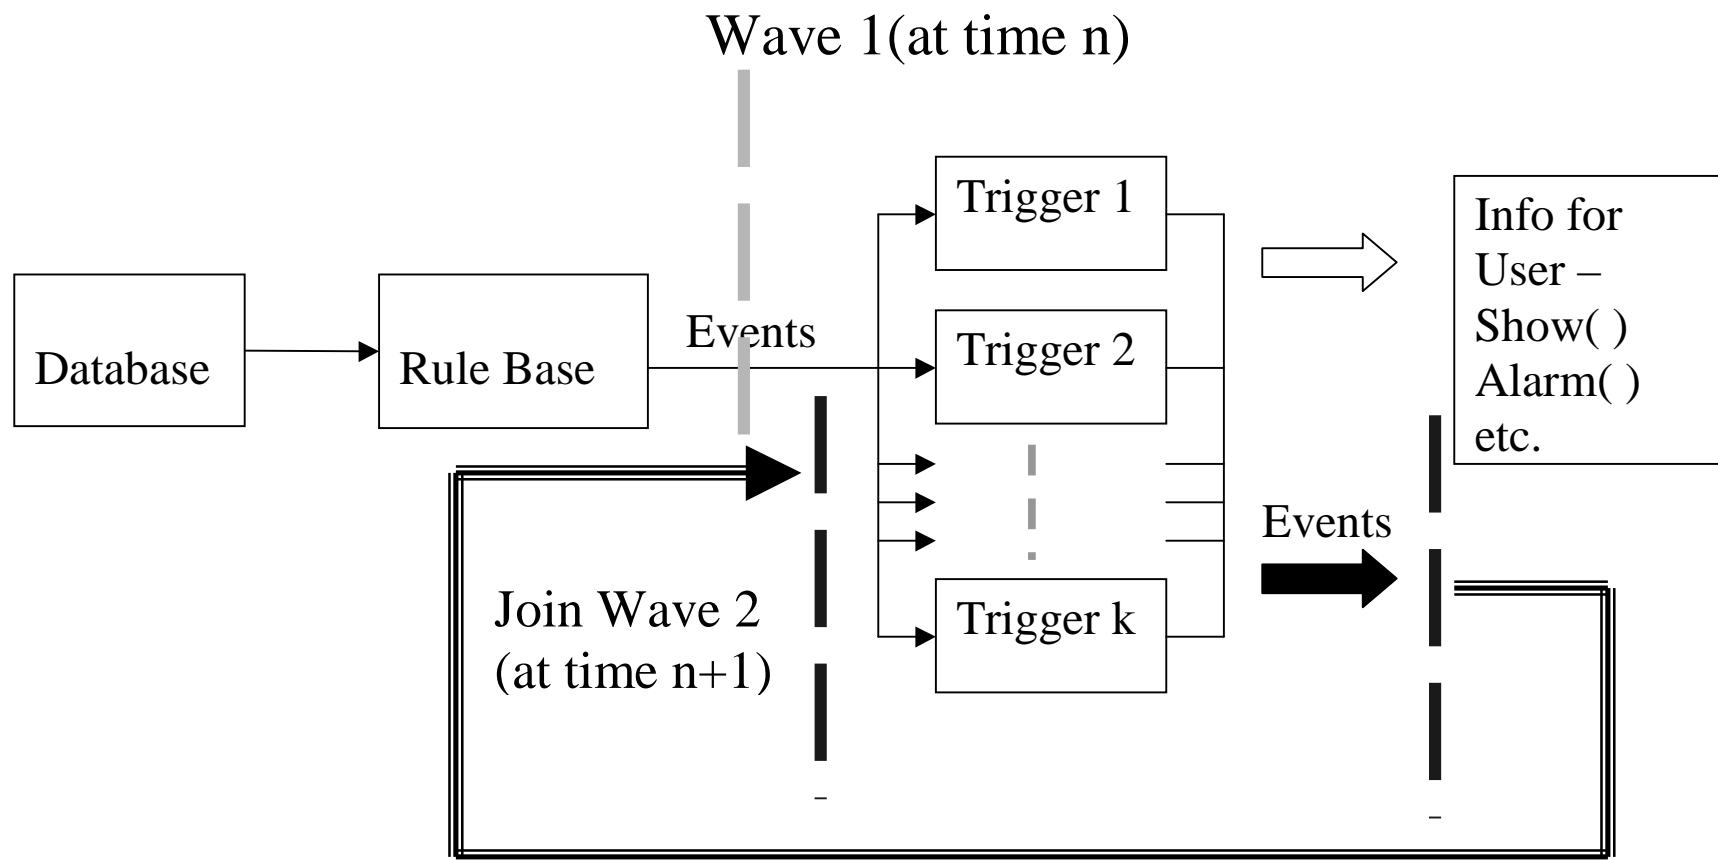 Wave 1(at time n)
Database
Rule Base
Events
Trigger 1
Trigger 2
Trigger k
Info for
User –
Show( )
Alarm( )
etc.
Events
Join Wave 2
(at time n+1)